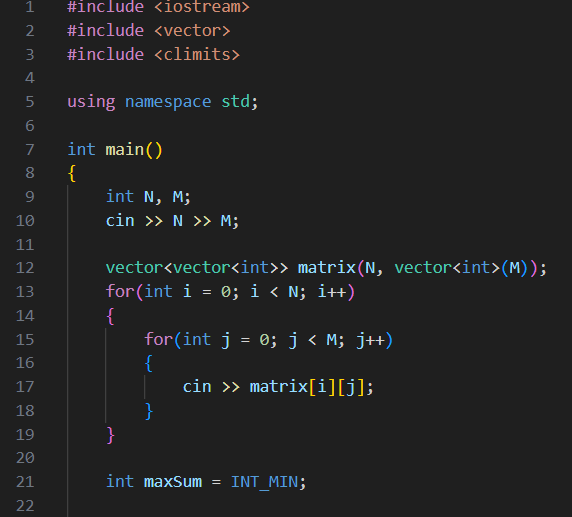 1 #include <iostream>
2 #include <vector>
3 #include <climits>
4
5 using namespace std;
6
7 int main()
8 {
9     int N, M;
10     cin >> N >> M;
11
12     vector<vector<int>> matrix(N, vector<int>(M));
13     for(int i = 0; i < N; i++)
14     {
15         for(int j = 0; j < M; j++)
16         {
17             cin >> matrix[i][j];
18         }
19     }
20
21     int maxSum = INT_MIN;
22